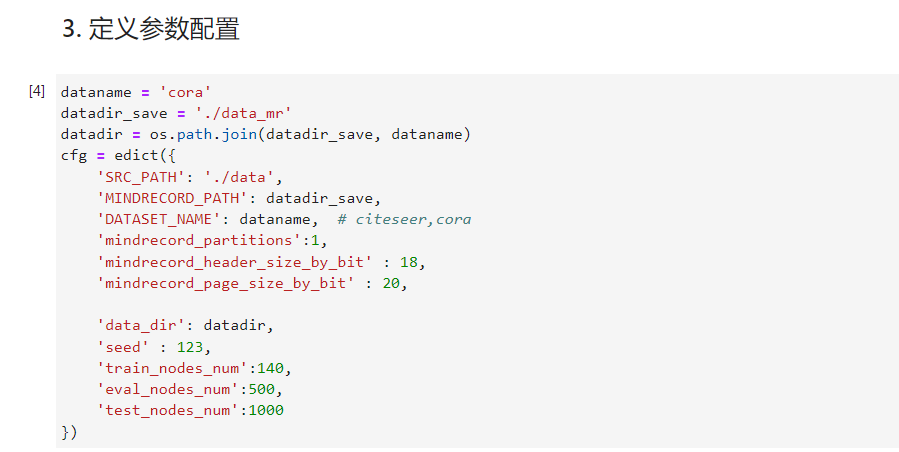 3. 定义参数配置
[4] dataname = 'cora'
datadir_save = './data_mr'
datadir = os.path.join(datadir_save, dataname)
cfg = edict({
    'SRC_PATH': './data',
    'MINDRECORD_PATH': datadir_save,
    'DATASET_NAME': dataname,  # citeseer,cora
    'mindrecord_partitions':1,
    'mindrecord_header_size_by_bit' : 18,
    'mindrecord_page_size_by_bit' : 20,

    'data_dir': datadir,
    'seed' : 123,
    'train_nodes_num':140,
    'eval_nodes_num':500,
    'test_nodes_num':1000
})